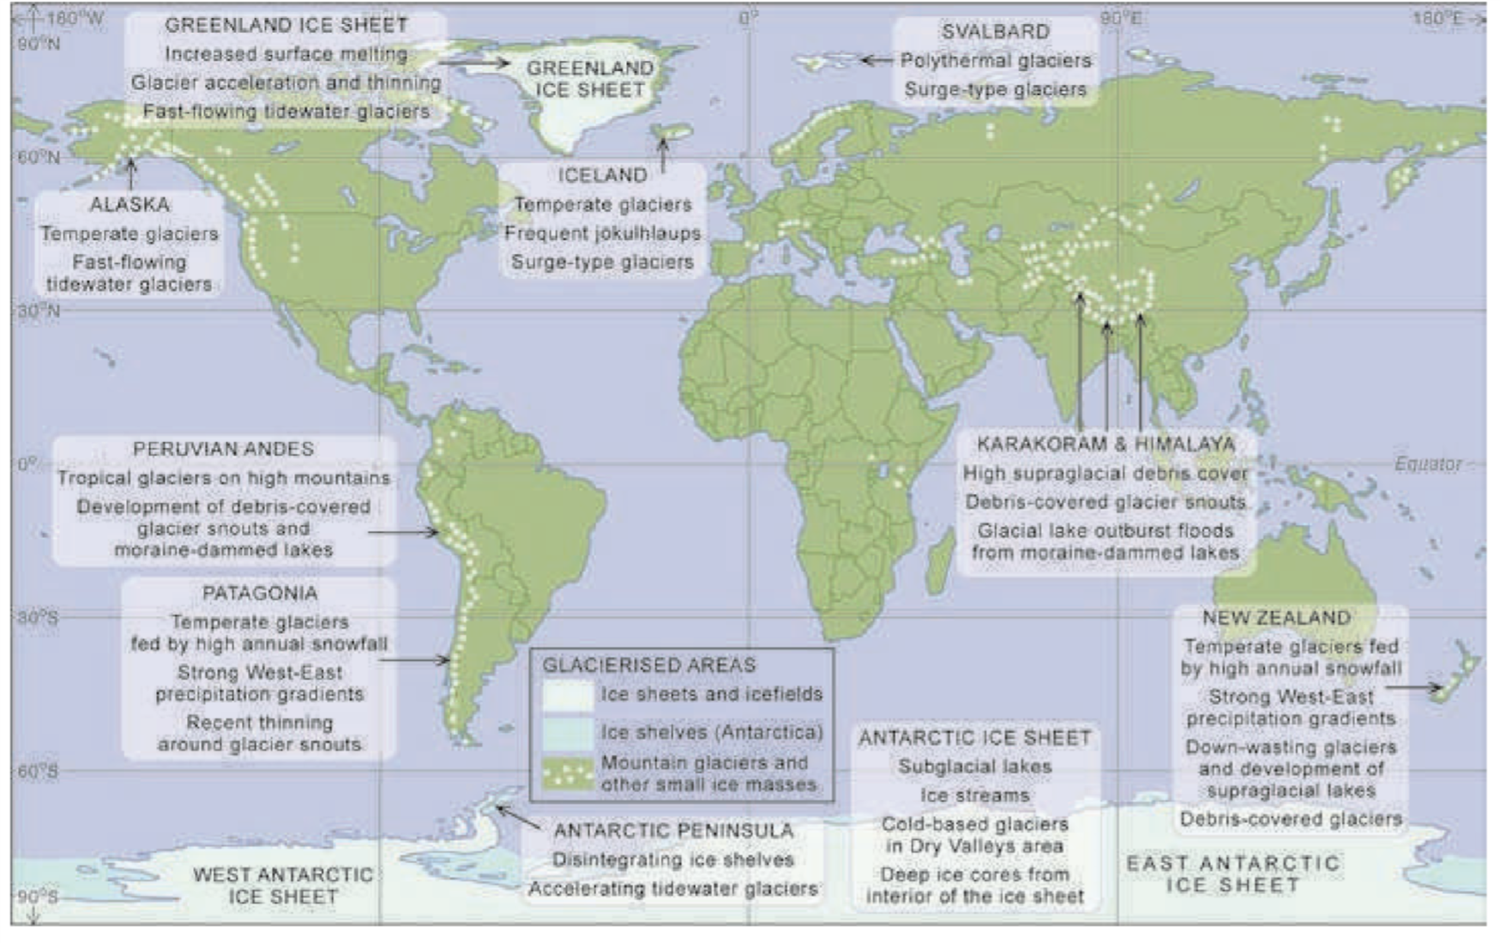 180°W
0°
90°E
180°E
90°N
60°N
30°N
0°
30°S
60°S
90°S
Equator
GREENLAND ICE SHEET
Increased surface melting
Glacier acceleration and thinning
Fast-flowing tidewater glaciers
GREENLAND
ICE SHEET
SVALBARD
Polythermal glaciers
Surge-type glaciers
ALASKA
Temperate glaciers
Fast-flowing
tidewater glaciers
ICELAND
Temperate glaciers
Frequent jokulhlaups
Surge-type glaciers
PERUVIAN ANDES
Tropical glaciers on high mountains
Development of debris-covered
glacier snouts and
moraine-dammed lakes
KARAKORAM & HIMALAYA
High supraglacial debris cover
Debris-covered glacier snouts
Glacial lake outburst floods
from moraine-dammed lakes
PATAGONIA
Temperate glaciers
fed by high annual snowfall
Strong West-East
precipitation gradients
Recent thinning
around glacier snouts
GLACIERISED AREAS
Ice sheets and icefields
Ice shelves (Antarctica)
Mountain glaciers and
other small ice masses
NEW ZEALAND
Temperate glaciers fed
by high annual snowfall
Strong West-East
precipitation gradients
Down-wasting glaciers
and development of
supraglacial lakes
Debris-covered glaciers
ANTARCTIC ICE SHEET
Subglacial lakes
Ice streams
Cold-based glaciers
in Dry Valleys area
Deep ice cores from
interior of the ice sheet
ANTARCTIC PENINSULA
Disintegrating ice shelves
Accelerating tidewater glaciers
WEST ANTARCTIC
ICE SHEET
EAST ANTARCTIC
ICE SHEET